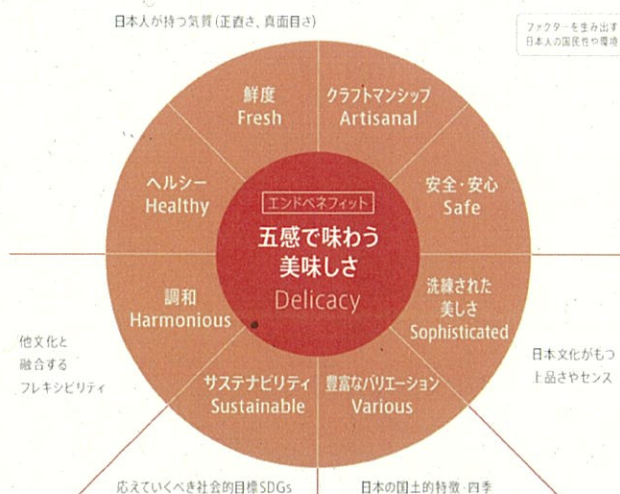 日本人が持つ気質(正直さ、真面目さ)
ファクターを生み出す
日本人の国民性や環境
鮮度
Fresh
クラフトマンシップ
Artisanal
ヘルシー
Healthy
安全・安心
Safe
エンドベネフィット
五感で味わう
美味しさ
Delicacy
調和
Harmonious
洗練された
美しさ
Sophisticated
サステナビリティ
Sustainable
豊富なバリエーション
Various
他文化と
融合する
フレキシビリティ
日本文化がもつ
上品さやセンス
応えていくべき社会的目標SDGs
日本の国土的特徴・四季